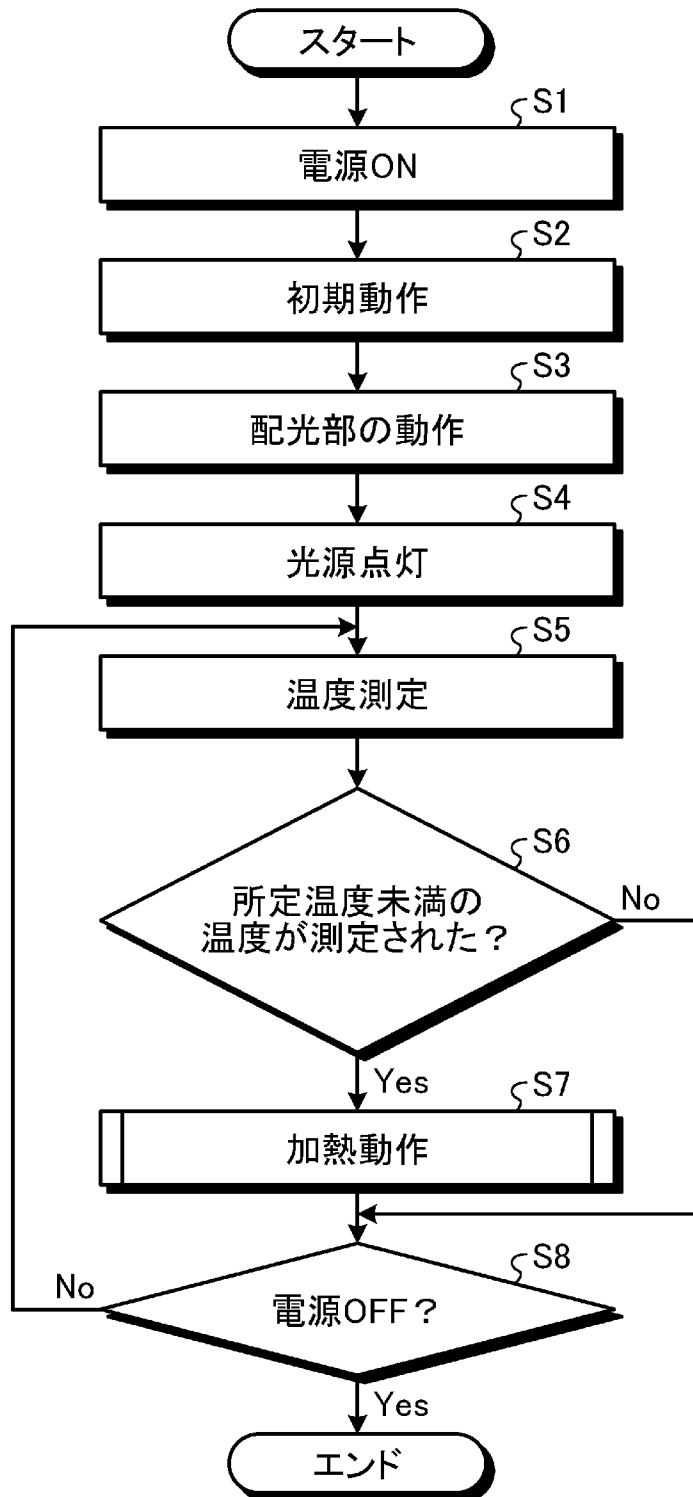 スタート
S1
電源ON
S2
初期動作
S3
配光部の動作
S4
光源点灯
S5
温度測定
S6
所定温度未満の
温度が測定された？
No
Yes
S7
加熱動作
S8
No
電源OFF？
Yes
エンド